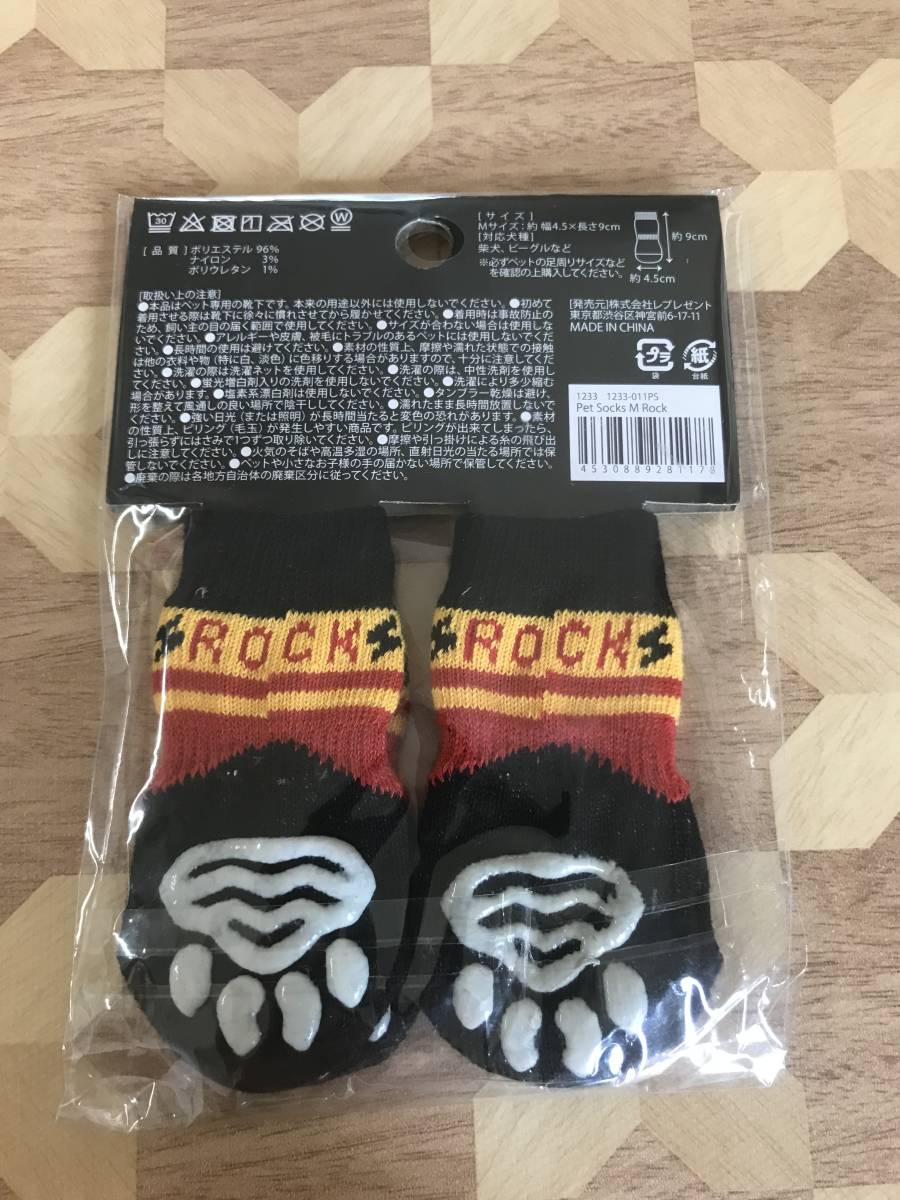 30
W
[品質] ポリエステル 96%
ナイロン 3%
ポリウレタン 1%
[サイズ]
Mサイズ:約 幅4.5×長さ9cm
[対応犬種]
柴犬、ビーグルなど
※必ずペットの足周りサイズなど
を確認の上購入してください。
約 9cm
約 4.5cm
[取扱い上の注意]
●本品はペット専用の靴下です。本来の用途以外には使用しないでください。●初めて
着用させる際は靴下に徐々に慣れさせてから履かせてください。●着用時は事故防止の
ため、飼い主の目の届く範囲で使用してください。●サイズが合わない場合は使用しな
いでください。●アレルギーや皮膚、被毛にトラブルのあるペットには使用しないでくださ
い。●長時間の使用は避けてください。●素材の性質上、摩擦や濡れた状態での接触
は他の衣料や物(特に白、淡色)に色移りする場合がありますので、十分に注意してくださ
い。●洗濯の際は洗濯ネットを使用してください。●洗濯の際は、中性洗剤を使用してく
ださい。●蛍光増白剤入りの洗剤を使用しないでください。●洗濯により多少縮む
場合があります。●塩素系漂白剤は使用しないでください。●タンブラー乾燥は避け、
形を整えて風通しの良い場所で陰干ししてください。●濡れたまま長時間放置しない
でください。●強い日光(または照明)が長時間当たると変色の恐れがあります。●素材
の性質上、ピリング(毛玉)が発生しやすい商品です。ピリングが出来てしまったら、
引っ張らずにはさみで1つずつ取り除いてください。●摩擦や引っ掛けによる糸の飛び出
しに注意してください。●火気のそばや高温多湿の場所、直射日光の当たる場所では保
管しないでください。●ペットや小さなお子様の手の届かない場所で保管してください。
●廃棄の際は各地方自治体の廃棄区分に従ってください。
[発売元]株式会社レプレゼント
東京都渋谷区神宮前6-17-11
MADE IN CHINA
プラ
袋
紙
台紙
1233 1233-011PS
Pet Socks M Rock
4530889281178
ROCK
ROCK